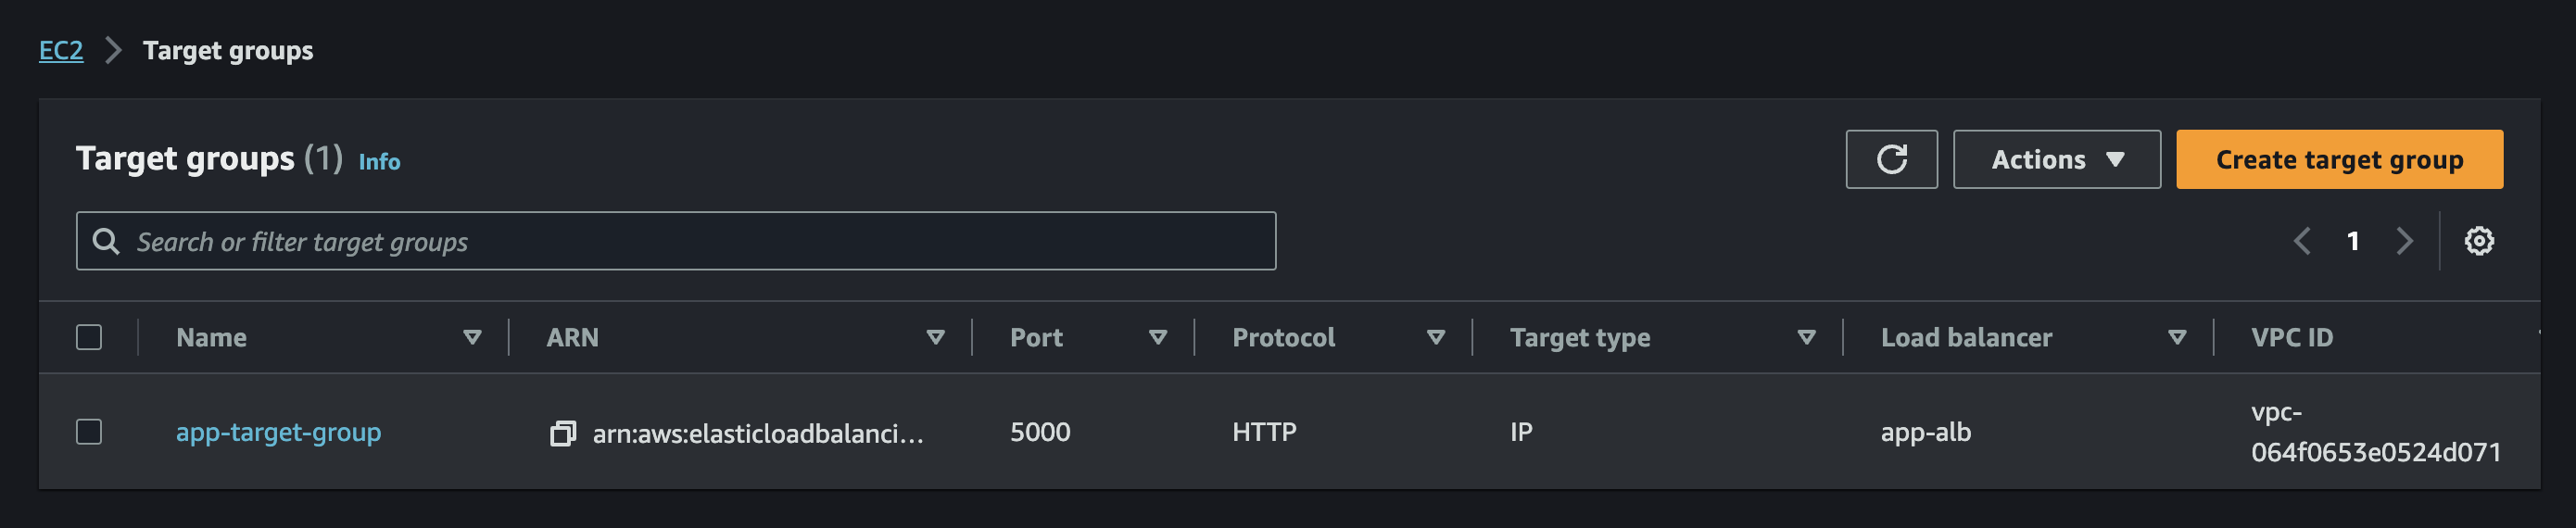 EC2 Target groups
Target groups (1) Info
Actions Create target group
Search or filter target groups
1
Name ARN Port Protocol Target type Load balancer VPC ID
app-target-group arn:aws:elasticloadbalanci… 5000 HTTP IP app-alb vpc-
064f0653e0524d071